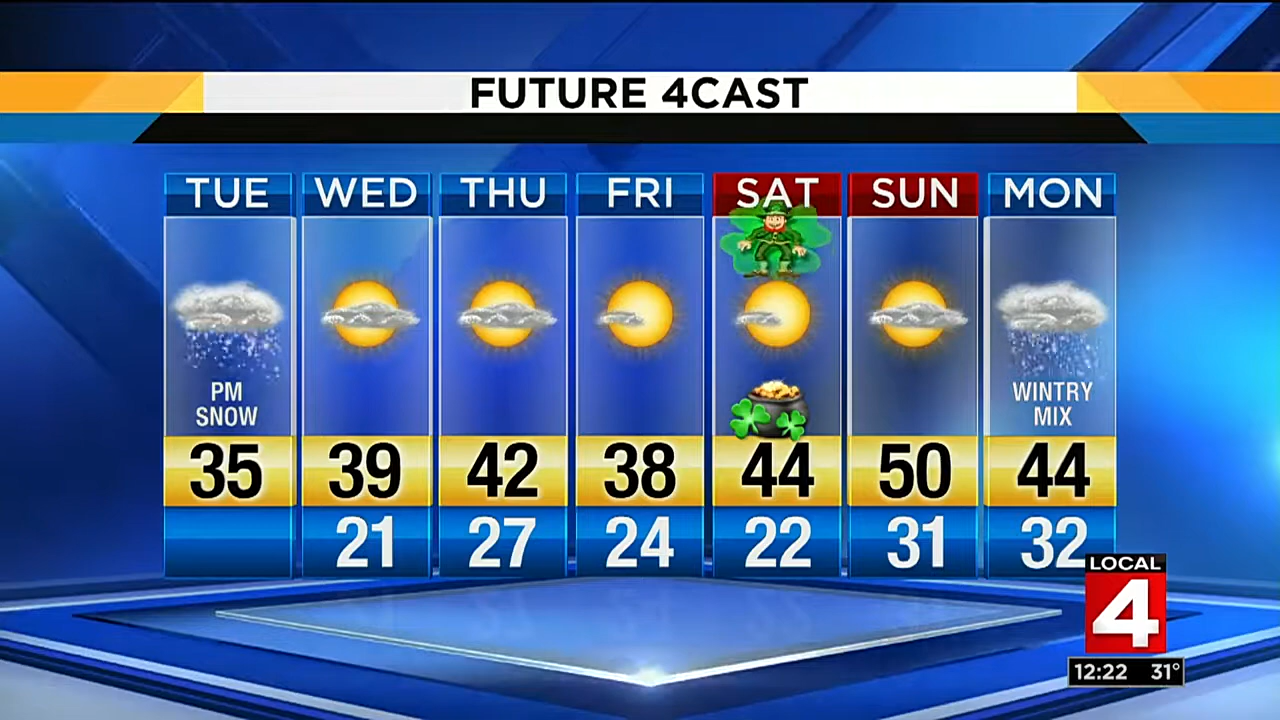 FUTURE 4CAST
TUE WED THU FRI SAT SUN MON
PM
SNOW
WINTRY
MIX
35 39 42 38 44 50 44
21 27 24 22 31 32
LOCAL
4
12:22 31°